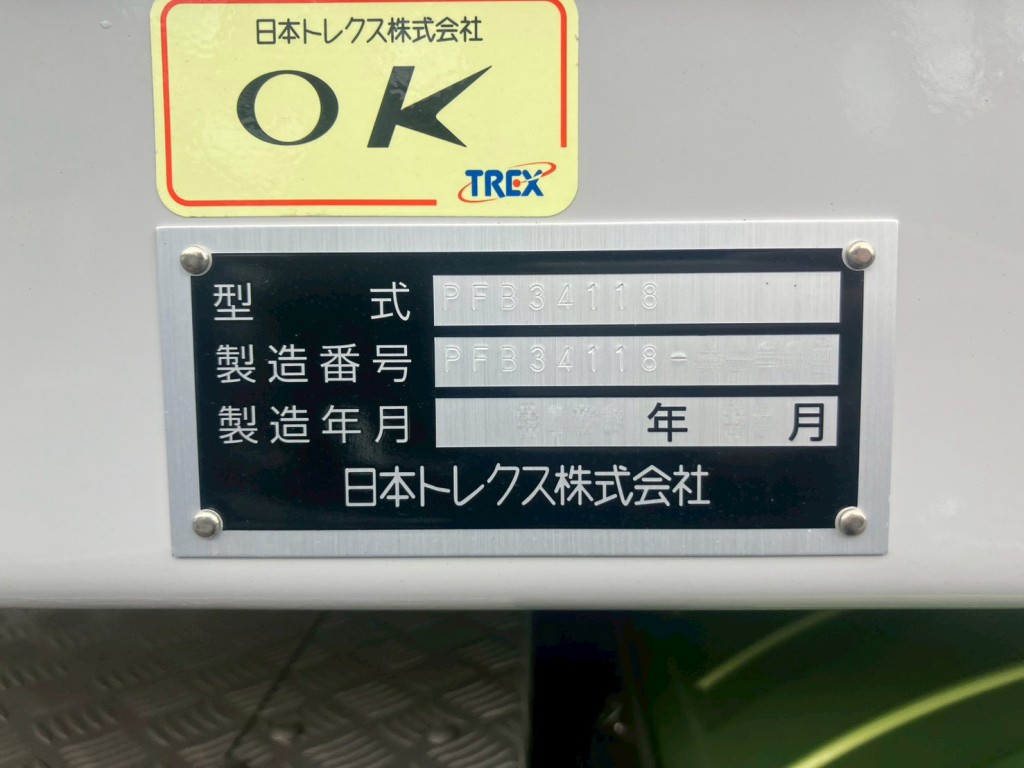 日本トレクス株式会社
OK
TREX
型式 PFB34118
製造番号 PFB34118-
製造年月 年 月
日本トレクス株式会社